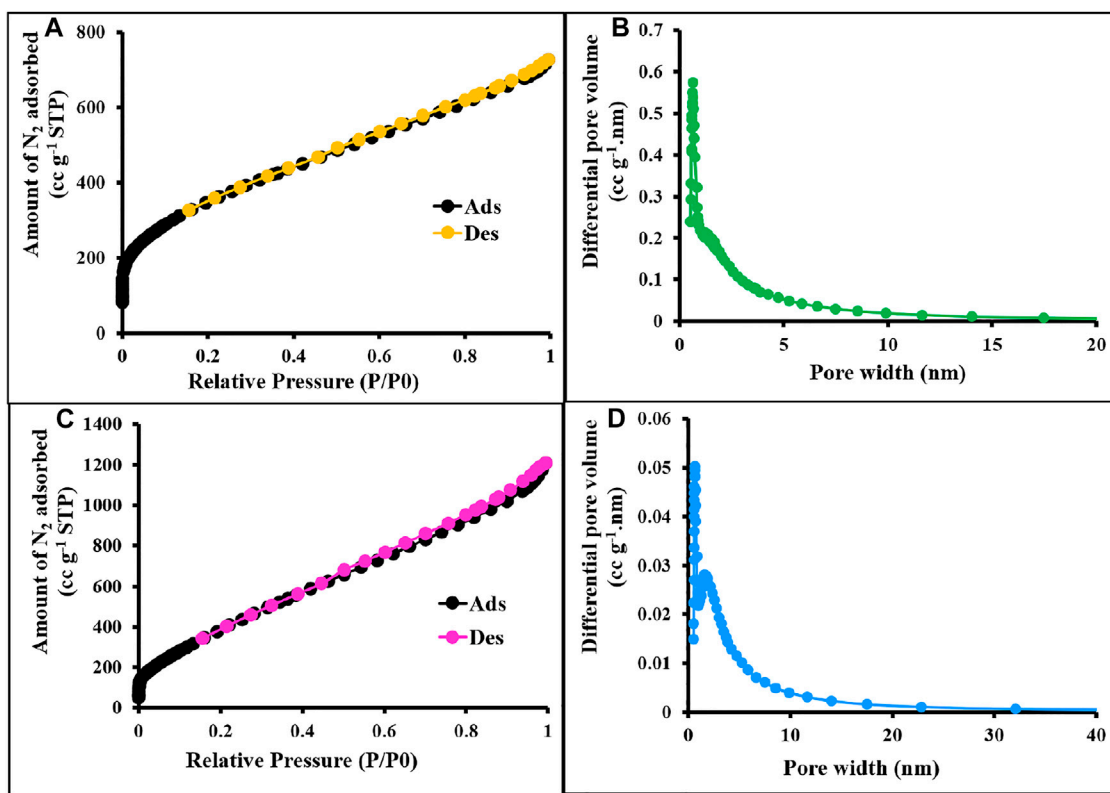 A
Amount of N2 adsorbed
(cc g-1 STP)
800
600
400
200
0
Ads
Des
0 0.2 0.4 0.6 0.8 1
Relative Pressure (P/P0)
B
Differential pore volume
(cc g-1.nm)
0.7
0.6
0.5
0.4
0.3
0.2
0.1
0
0 5 10 15 20
Pore width (nm)
C
Amount of N2 adsorbed
(cc g-1 STP)
1400
1200
1000
800
600
400
200
0
Ads
Des
0 0.2 0.4 0.6 0.8 1
Relative Pressure (P/P0)
D
Differential pore volume
(cc g-1.nm)
0.06
0.05
0.04
0.03
0.02
0.01
0
0 10 20 30 40
Pore width (nm)